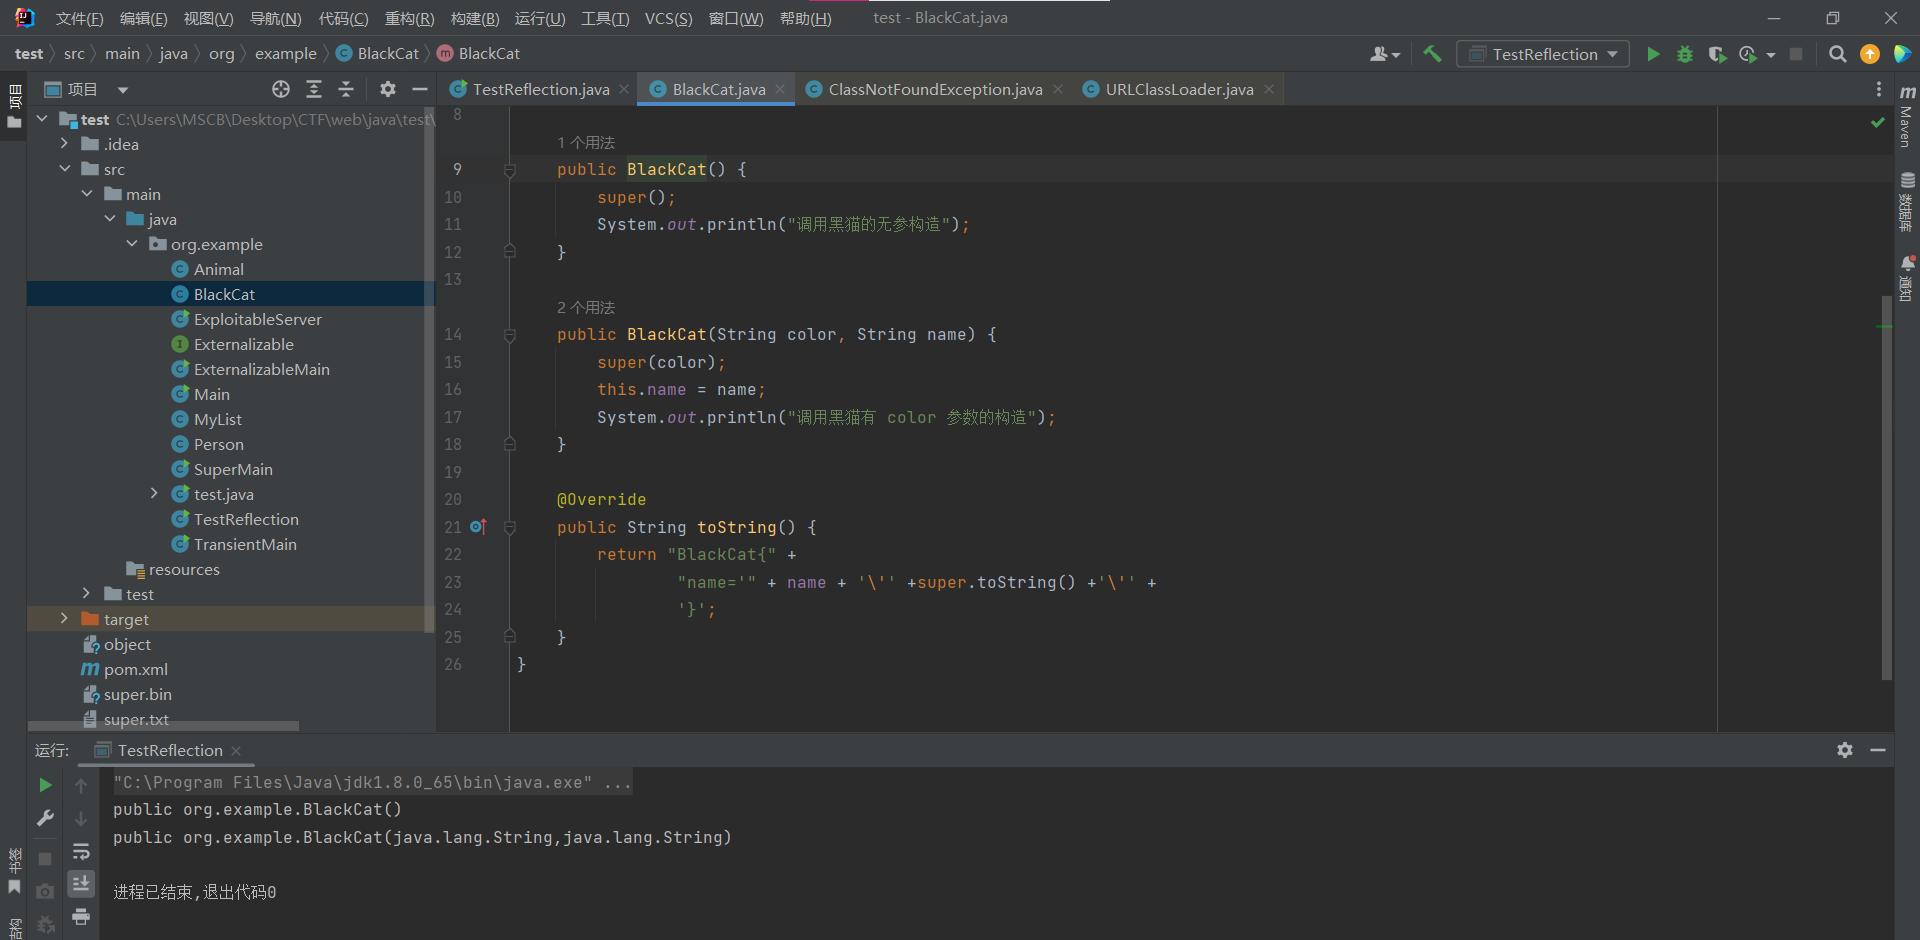 文件(F) 编辑(E) 视图(V) 导航(N) 代码(C) 重构(R) 构建(B) 运行(U) 工具(T) VCS(S) 窗口(W) 帮助(H) test - BlackCat.java
test src main java org example BlackCat BlackCat
TestReflection
项目
TestReflection.java BlackCat.java ClassNotFoundException.java URLClassLoader.java
项目
test C:\Users\MSCB\Desktop\CTF\web\java\test\
.idea
src
main
java
org.example
Animal
BlackCat
ExploitableServer
Externalizable
ExternalizableMain
Main
MyList
Person
SuperMain
test.java
TestReflection
TransientMain
resources
test
target
object
pom.xml
super.bin
super.txt
8
1 个用法
9 public BlackCat() {
10 super();
11 System.out.println("调用黑猫的无参构造");
12 }
13
2 个用法
14 public BlackCat(String color, String name) {
15 super(color);
16 this.name = name;
17 System.out.println("调用黑猫有 color 参数的构造");
18 }
19
20 @Override
21 public String toString() {
22 return "BlackCat{" +
23 "name='" + name + '\'' +super.toString() +'\'' +
24 '}';
25 }
26 }
Maven
数据库
通知
运行: TestReflection
"C:\Program Files\Java\jdk1.8.0_65\bin\java.exe" ...
public org.example.BlackCat()
public org.example.BlackCat(java.lang.String,java.lang.String)
进程已结束,退出代码0
书签
结构